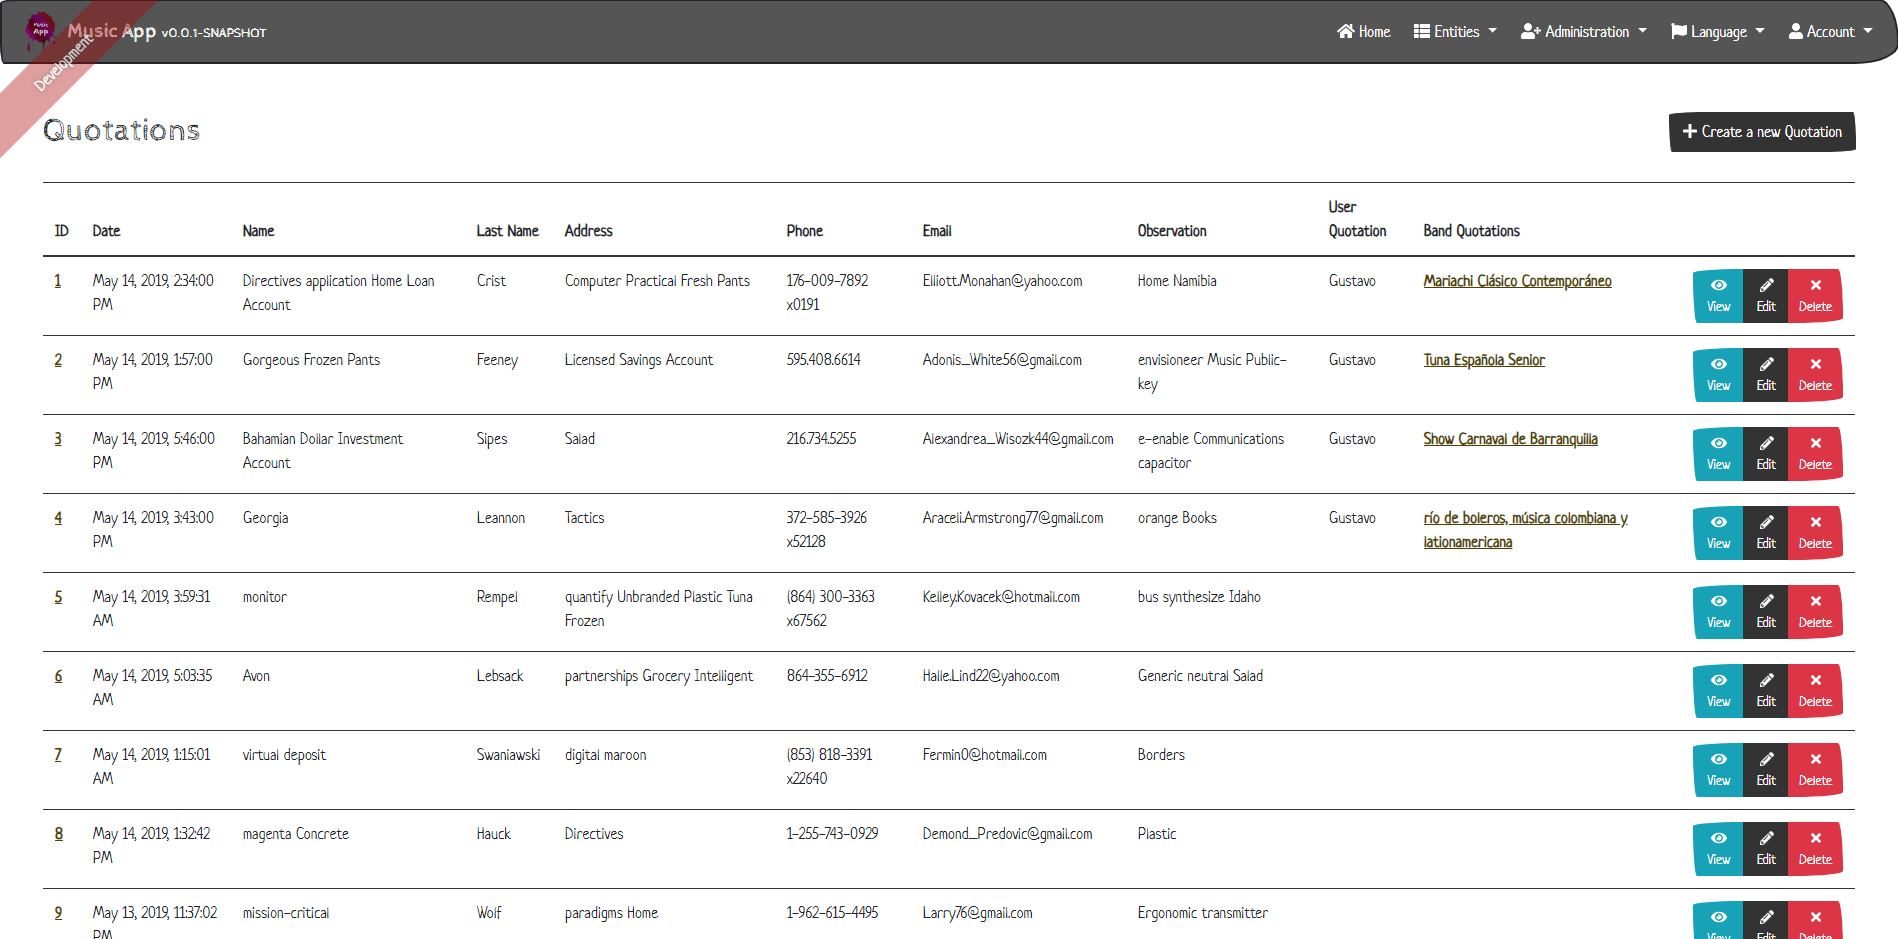 Music App
Music App v0.0.1-SNAPSHOT
Home Entities Administration Language Account
Development
Quotations
Create a new Quotation
ID Date Name Last Name Address Phone Email Observation User Quotation Band Quotations
1 May 14, 2019, 2:34:00 PM Directives application Home Loan Account Crist Computer Practical Fresh Pants 176-009-7892 x0191 Elliott.Monahan@yahoo.com Home Namibia Gustavo Mariachi Clásico Contemporáneo View Edit Delete
2 May 14, 2019, 1:57:00 PM Gorgeous Frozen Pants Feeney Licensed Savings Account 595.408.6614 Adonis_White56@gmail.com envisioneer Music Public-key Gustavo Tuna Española Senior View Edit Delete
3 May 14, 2019, 5:46:00 PM Bahamian Dollar Investment Account Sipes Salad 216.734.5255 Alexandrea_Wisozk44@gmail.com e-enable Communications capacitor Gustavo Show Carnaval de Barranquilla View Edit Delete
4 May 14, 2019, 3:43:00 PM Georgia Leannon Tactics 372-585-3926 x52128 Araceli.Armstrong77@gmail.com orange Books Gustavo río de boleros, música colombiana y lationamericana View Edit Delete
5 May 14, 2019, 3:59:31 AM monitor Rempel quantify Unbranded Plastic Tuna Frozen (864) 300-3363 x67562 Kelley.Kovacek@hotmail.com bus synthesize Idaho View Edit Delete
6 May 14, 2019, 5:03:35 AM Avon Lebsack partnerships Grocery Intelligent 864-355-6912 Halle.Lind22@yahoo.com Generic neutral Salad View Edit Delete
7 May 14, 2019, 1:15:01 AM virtual deposit Swaniawski digital maroon (853) 818-3391 x22640 Fermin0@hotmail.com Borders View Edit Delete
8 May 14, 2019, 1:32:42 PM magenta Concrete Hauck Directives 1-255-743-0929 Demond_Predovic@gmail.com Plastic View Edit Delete
9 May 13, 2019, 11:37:02 PM mission-critical Wolf paradigms Home 1-962-615-4495 Larry76@gmail.com Ergonomic transmitter View Edit Delete